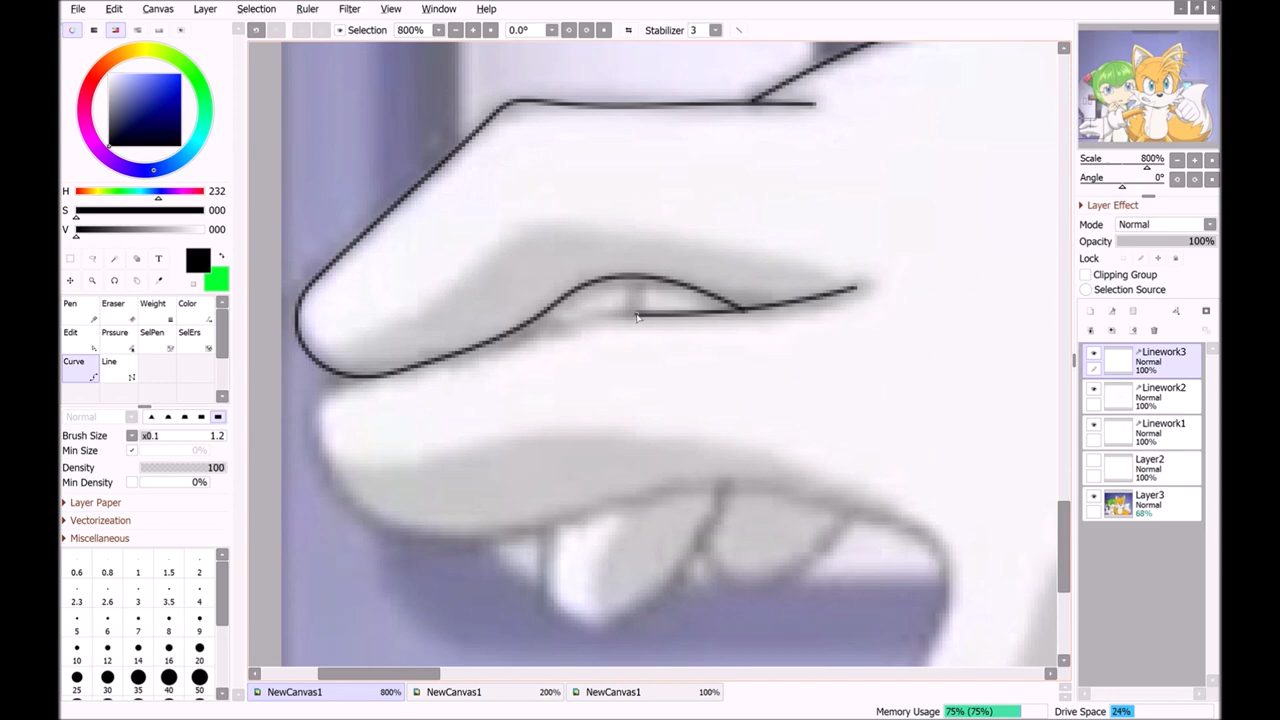 File Edit Canvas Layer Selection Ruler Filter View Window Help
Selection 800% 0.0° Stabilizer 3
H 232
S 000
V 000
T
Pen Eraser Weight Color
Edit Prssure SelPen SelErs
Curve Line
Normal
Brush Size x0.1 1.2
Min Size 0%
Density 100
Min Density 0%
Layer Paper
Vectorizeation
Miscellaneous
0.6 0.8 1 1.5 2
2.3 2.6 3 3.5 4
5 6 7 8 9
10 12 14 16 20
25 30 35 40 50
Scale 800%
Angle 0°
Layer Effect
Mode Normal
Opacity 100%
Lock
Clipping Group
Selection Source
Linework3
Normal
100%
Linework2
Normal
100%
Linework1
Normal
100%
Layer2
Normal
100%
Layer3
Normal
68%
NewCanvas1 800% NewCanvas1 200% NewCanvas1 100%
Memory Usage 75% (75%) Drive Space 24%